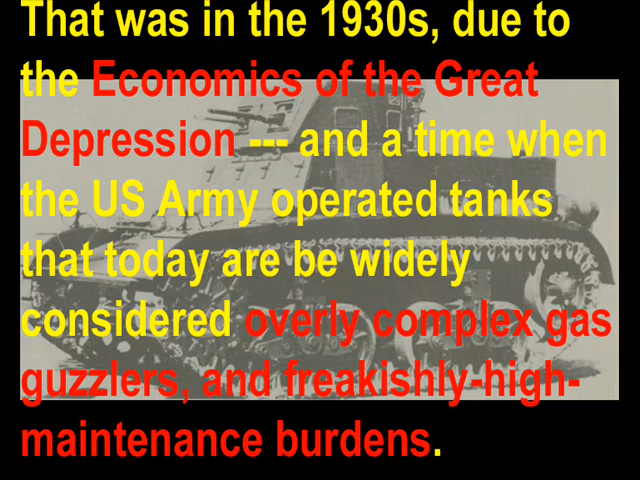 That was in the 1930s, due to
the Economics of the Great
Depression --- and a time when
the US Army operated tanks
that today are be widely
considered overly complex gas
guzzlers, and freakishly-high-
maintenance burdens.